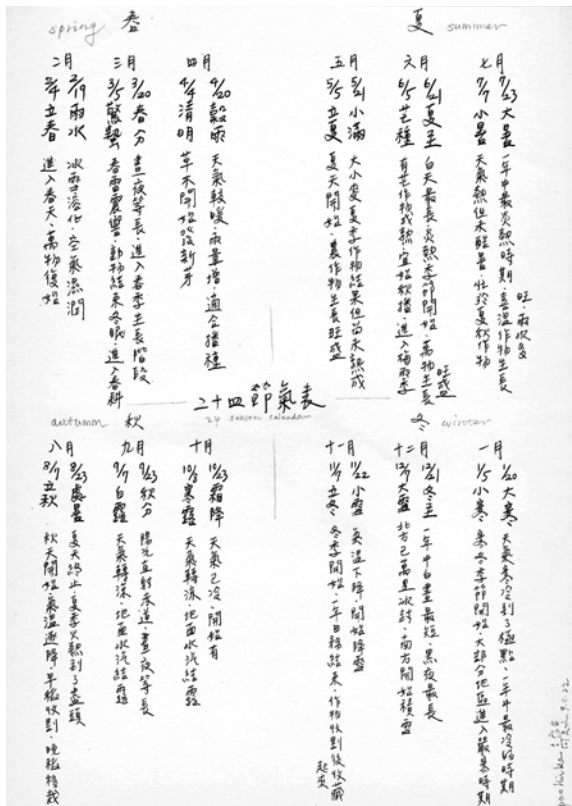 二十四節氣表
24 season calendar
spring 春
二月
2/4 立春 進入春天、萬物復始
2/19 雨水 冰雪溶化、空氣濕潤
三月
3/5 驚蟄 春雷震響、動物結束冬眠、進入春耕
3/20 春分 晝夜等長、進入春季生長階段
四月
4/4 清明 草木開始發新芽
4/20 穀雨 天氣較暖、雨量增、適合播種
夏 summer
五月
5/5 立夏 夏天開始、農作物生長旺盛
5/21 小滿 大小麥夏季作物結果但尚未熟成
六月
6/5 芒種 有芒作物成熟、宜始秋播、進入梅雨季
6/21 夏至 白天最長、炎熱季節開始、萬物生長旺盛
七月
7/7 小暑 天氣熱但未酷暑、忙於夏秋作物
7/23 大暑 一年中最炎熱時期、喜溫作物生長旺、雨水多
autumn 秋
八月
8/7 立秋 秋天開始、氣溫逐降、早稻收割、晚稻移栽
8/23 處暑 夏天終止、夏季火熱到了盡頭
九月
9/7 白露 天氣轉涼、地面水汽結露
9/23 秋分 陽光直射赤道、晝夜等長
十月
10/8 寒露 天氣轉涼、地面水汽結露
10/23 霜降 天氣已冷、開始有
冬 winter
十一月
11/7 立冬 冬季開始、一年日耕結束、作物收割後收藏起來
11/22 小雪 氣溫下降、開始降雪
十二月
12/7 大雪 北方已萬里冰封、南方開始積雪
12/21 冬至 一年中白晝最短、黑夜最長
一月
1/5 小寒 寒冬季節開始、大部分地區進入嚴寒時期
1/20 大寒 天氣寒冷到了極點、一年中最冷的時期